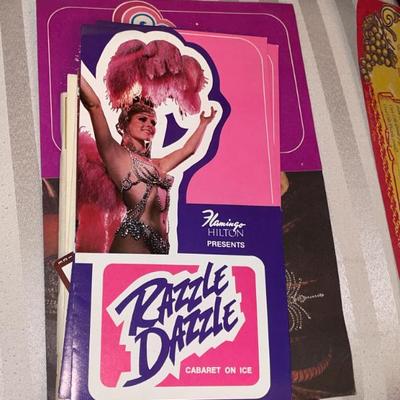 Flamingo
HILTON
PRESENTS
RAZZLE
DAZZLE
CABARET ON ICE